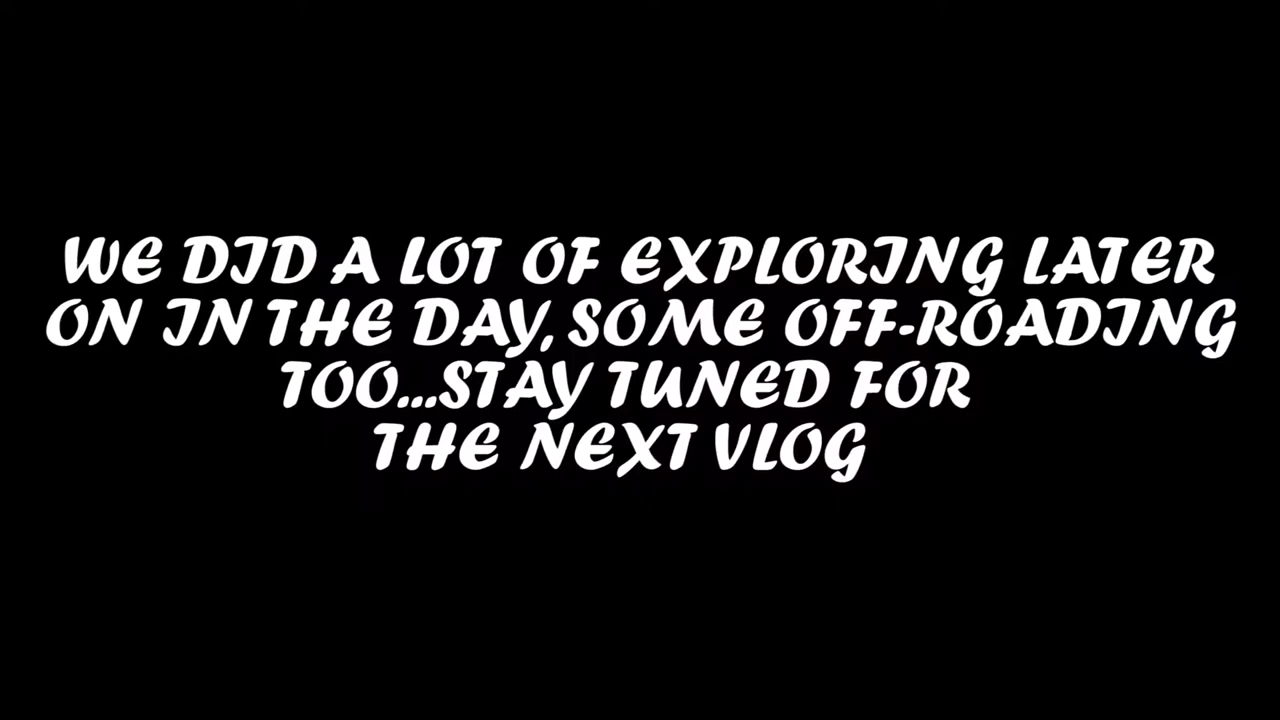 WE DID A LOT OF EXPLORING LATER
ON IN THE DAY, SOME OFF-ROADING
TOO...STAY TUNED FOR
THE NEXT VLOG